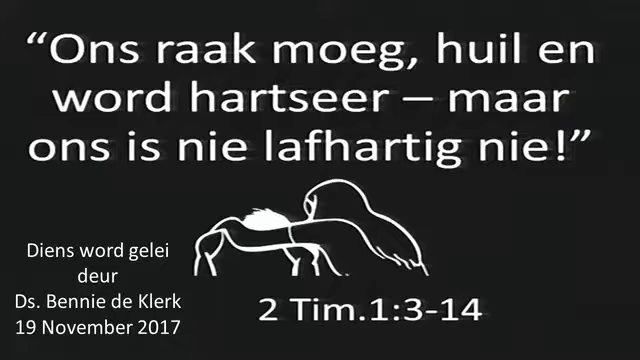 “Ons raak moeg, huil en
word hartseer – maar
ons is nie lafhartig nie!”
Diens word gelei
deur
Ds. Bennie de Klerk
19 November 2017
2 Tim.1:3-14